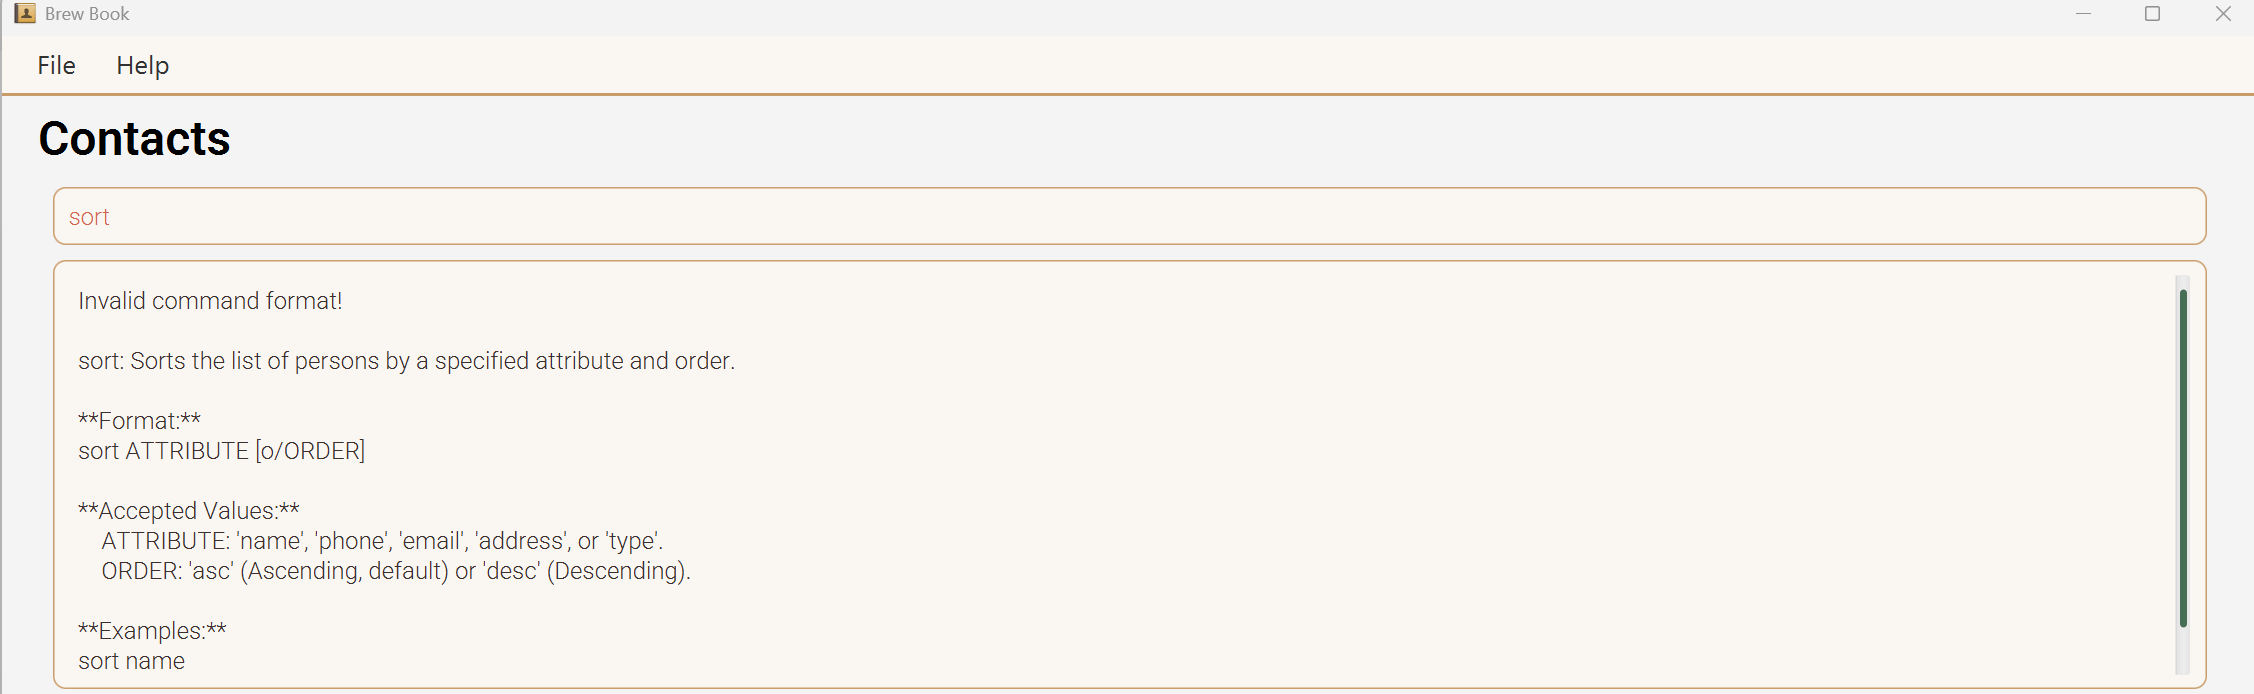 Brew Book
File Help
Contacts
sort
Invalid command format!
sort: Sorts the list of persons by a specified attribute and order.
**Format:**
sort ATTRIBUTE [o/ORDER]
**Accepted Values:**
ATTRIBUTE: 'name', 'phone', 'email', 'address', or 'type'.
ORDER: 'asc' (Ascending, default) or 'desc' (Descending).
**Examples:**
sort name